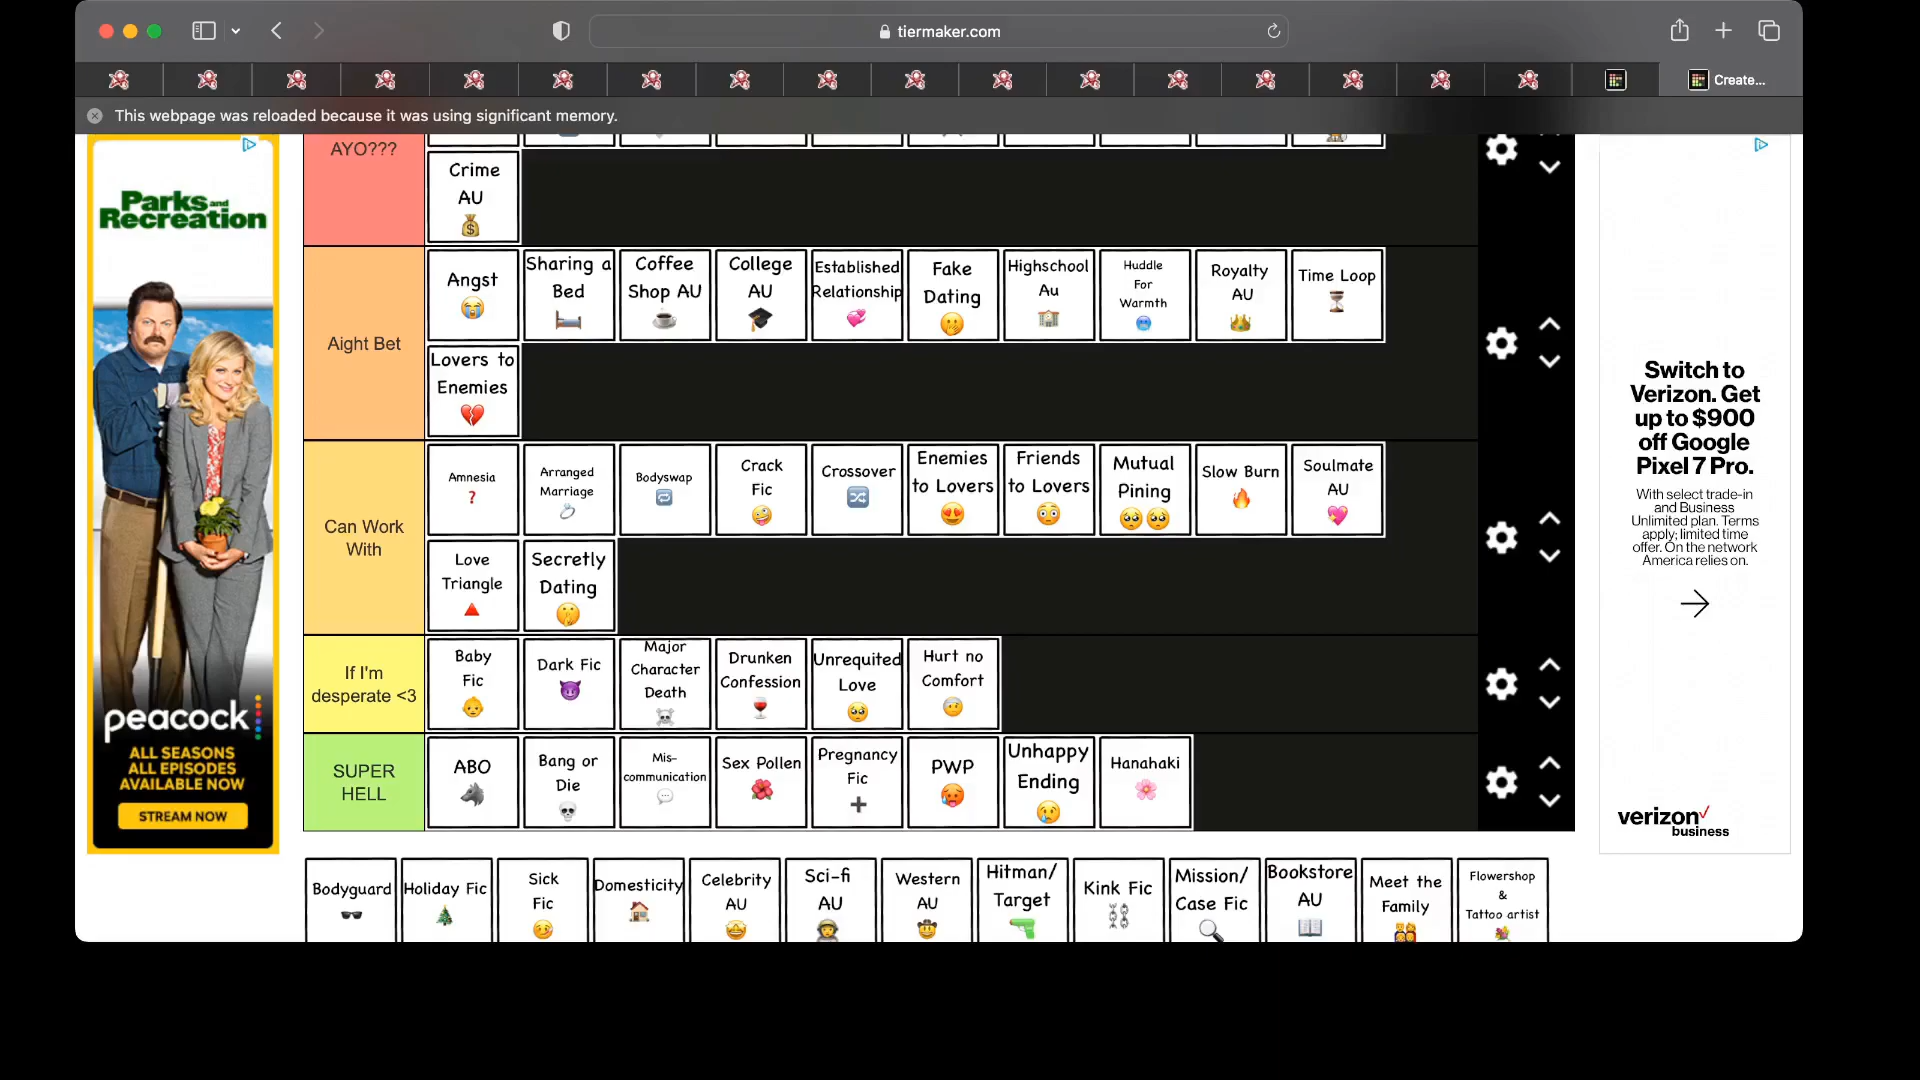 tiermaker.com
Create...
This webpage was reloaded because it was using significant memory.
Parks and
Recreation
peacock
ALL SEASONS
ALL EPISODES
AVAILABLE NOW
STREAM NOW
AYO???
Crime
AU
Aight Bet
Angst
Sharing a
Bed
Coffee
Shop AU
College
AU
Established
Relationship
Fake
Dating
Highschool
Au
Huddle
For
Warmth
Royalty
AU
Time Loop
Lovers to
Enemies
Can Work
With
Amnesia
Arranged
Marriage
Bodyswap
Crack
Fic
Crossover
Enemies
to Lovers
Friends
to Lovers
Mutual
Pining
Slow Burn
Soulmate
AU
Love
Triangle
Secretly
Dating
If I'm
desperate <3
Baby
Fic
Dark Fic
Major
Character
Death
Drunken
Confession
Unrequited
Love
Hurt no
Comfort
SUPER
HELL
ABO
Bang or
Die
Mis-
communication
Sex Pollen
Pregnancy
Fic
PWP
Unhappy
Ending
Hanahaki
Bodyguard
Holiday Fic
Sick
Fic
Domesticity
Celebrity
AU
Sci-fi
AU
Western
AU
Hitman/
Target
Kink Fic
Mission/
Case Fic
Bookstore
AU
Meet the
Family
Flowershop
&
Tattoo artist
Switch to
Verizon. Get
up to $900
off Google
Pixel 7 Pro.
With select trade-in
and Business
Unlimited plan. Terms
apply; limited time
offer. On the network
America relies on.
verizon
business